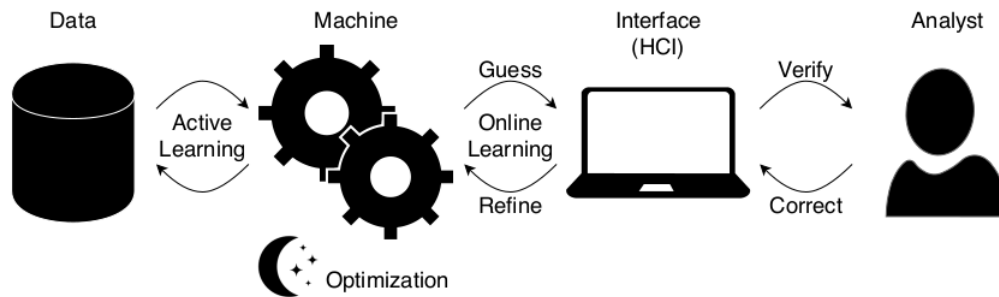 Data
Machine
Interface
(HCI)
Analyst
Active
Learning
Guess
Online
Learning
Refine
Verify
Correct
Optimization